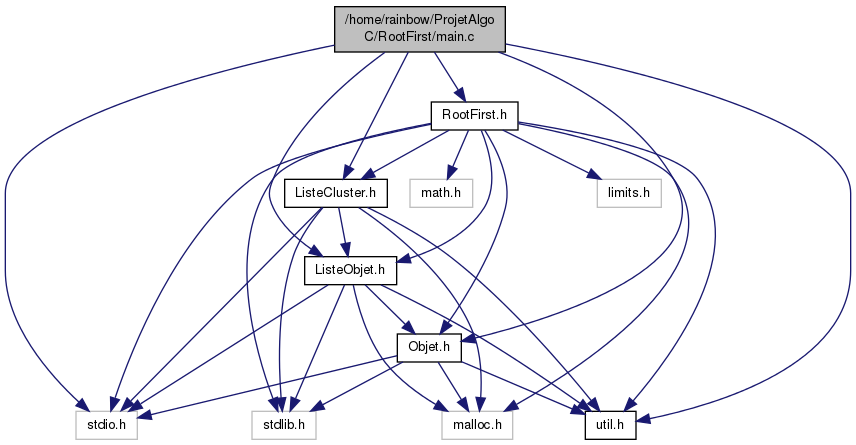 /home/rainbow/ProjetAlgo
C/RootFirst/main.c
RootFirst.h
ListeCluster.h
math.h
limits.h
ListeObjet.h
Objet.h
stdio.h
stdlib.h
malloc.h
util.h